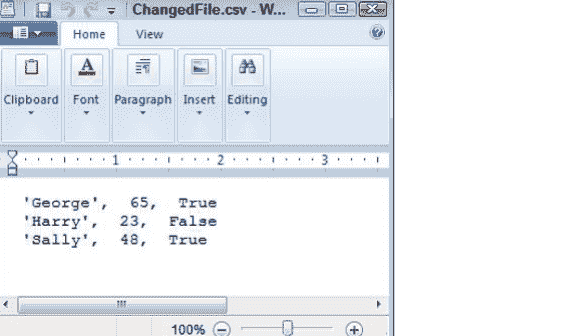 ChangedFile.csv - W...
Home View
Clipboard Font Paragraph Insert Editing
1 2 3
'George', 65, True
'Harry', 23, False
'Sally', 48, True
100%